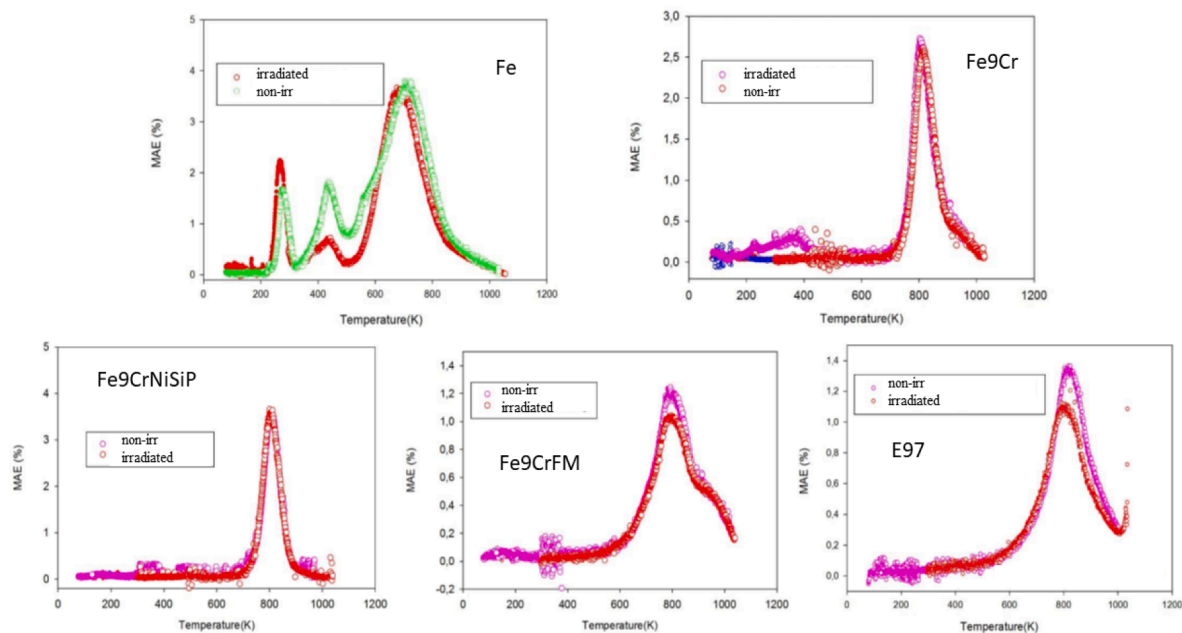 5
4
3
2
1
0
MAE (%)
irradiated
non-irr
Fe
0 200 400 600 800 1000 1200
Temperature(K)
3,0
2,5
2,0
1,5
1,0
0,5
0,0
MAE (%)
irradiated
non-irr
Fe9Cr
0 200 400 600 800 1000 1200
Temperature(K)
5
4
3
2
1
0
MAE (%)
Fe9CrNiSiP
non-irr
irradiated
0 200 400 600 800 1000 1200
Temperature(K)
1,4
1,2
1,0
0,8
0,6
0,4
0,2
0,0
-0,2
MAE (%)
non-irr
irradiated
Fe9CrFM
0 200 400 600 800 1000 1200
Temperature(K)
1,4
1,2
1,0
0,8
0,6
0,4
0,2
0,0
MAE (%)
non-irr
irradiated
E97
0 200 400 600 800 1000 1200
Temperature(K)